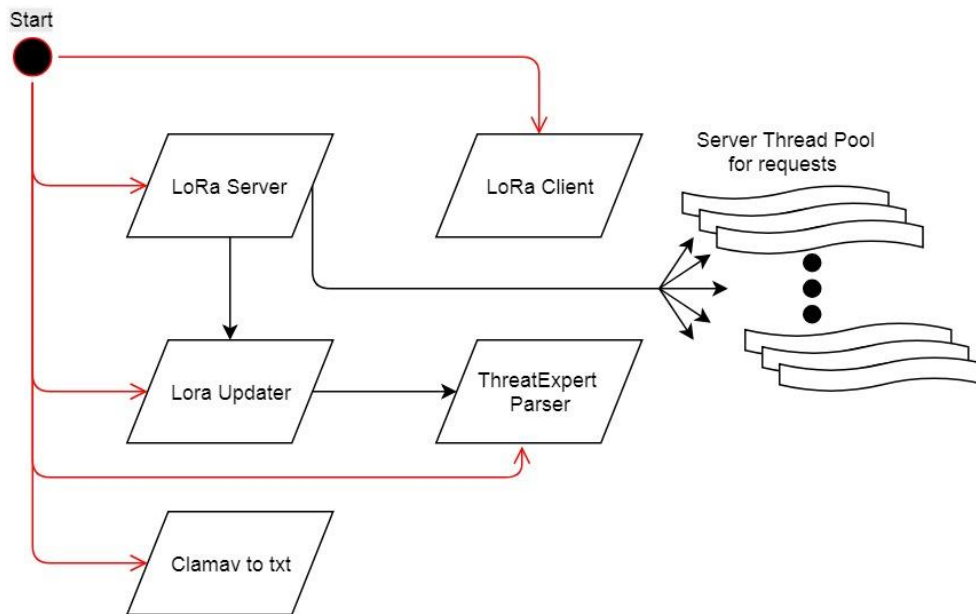 Start
LoRa Server
LoRa Client
Server Thread Pool
for requests
Lora Updater
ThreatExpert
Parser
Clamav to txt